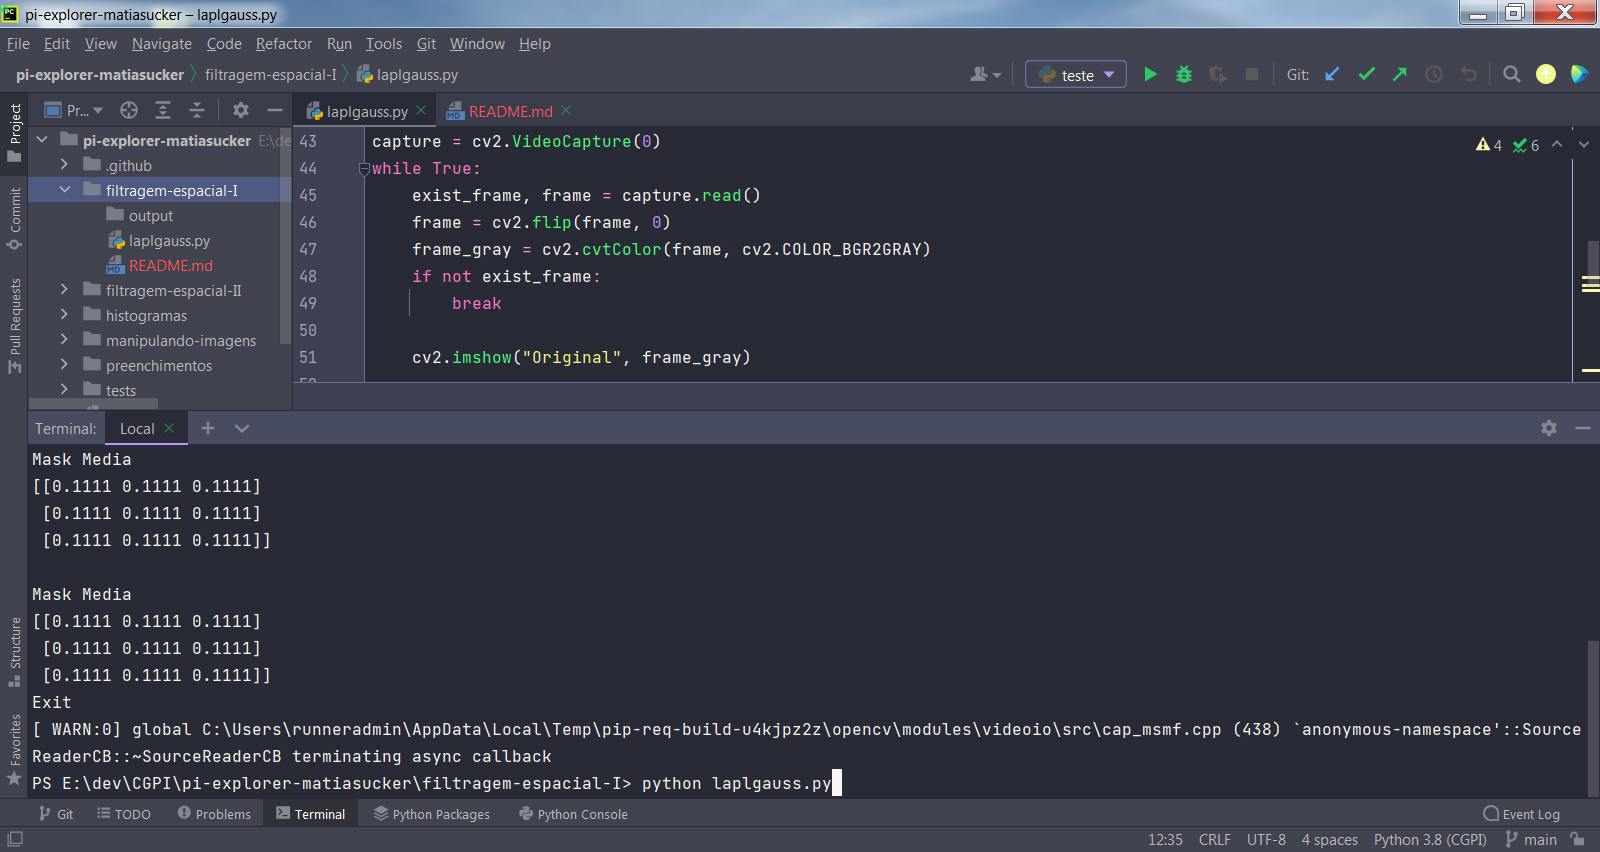 pi-explorer-matiasucker – laplgauss.py
File Edit View Navigate Code Refactor Run Tools Git Window Help
pi-explorer-matiasucker filtragem-espacial-I laplgauss.py
teste Git:
Project
Commit
Pull Requests
Structure
Favorites
Pr...
pi-explorer-matiasucker E:\de
.github
filtragem-espacial-I
output
laplgauss.py
README.md
filtragem-espacial-II
histogramas
manipulando-imagens
preenchimentos
tests
laplgauss.py README.md
4 6
43 capture = cv2.VideoCapture(0)
44 while True:
45     exist_frame, frame = capture.read()
46     frame = cv2.flip(frame, 0)
47     frame_gray = cv2.cvtColor(frame, cv2.COLOR_BGR2GRAY)
48     if not exist_frame:
49         break
50
51     cv2.imshow("Original", frame_gray)
Terminal: Local
Mask Media
[[0.1111 0.1111 0.1111]
 [0.1111 0.1111 0.1111]
 [0.1111 0.1111 0.1111]]
Mask Media
[[0.1111 0.1111 0.1111]
 [0.1111 0.1111 0.1111]
 [0.1111 0.1111 0.1111]]
Exit
[ WARN:0] global C:\Users\runneradmin\AppData\Local\Temp\pip-req-build-u4kjpz2z\opencv\modules\videoio\src\cap_msmf.cpp (438) `anonymous-namespace'::Source
ReaderCB::~SourceReaderCB terminating async callback
PS E:\dev\CGPI\pi-explorer-matiasucker\filtragem-espacial-I> python laplgauss.py
Git TODO Problems Terminal Python Packages Python Console Event Log
12:35 CRLF UTF-8 4 spaces Python 3.8 (CGPI) main